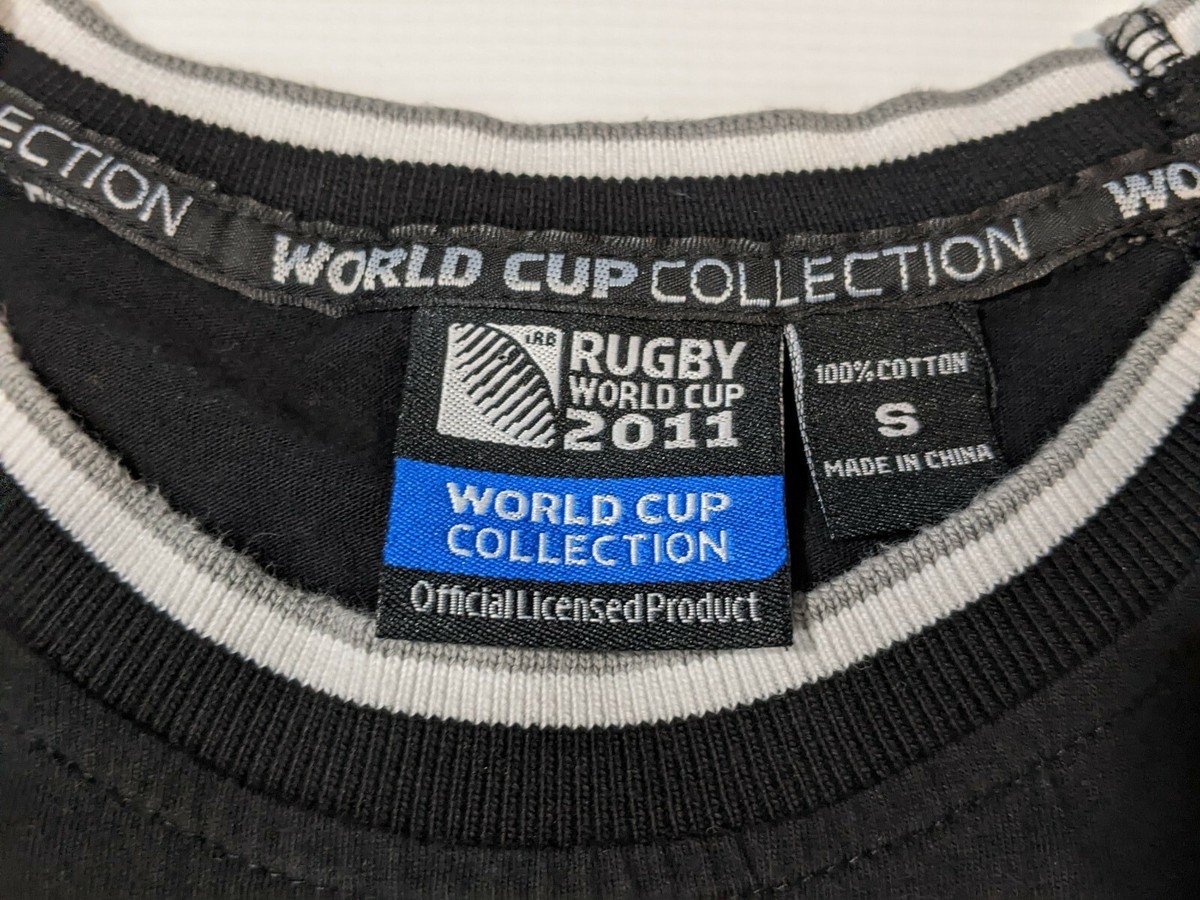 ECTION WORLD CUP COLLECTION WO
IRB
RUGBY
WORLD CUP
2011
WORLD CUP
COLLECTION
Official Licensed Product
100% COTTON
S
MADE IN CHINA